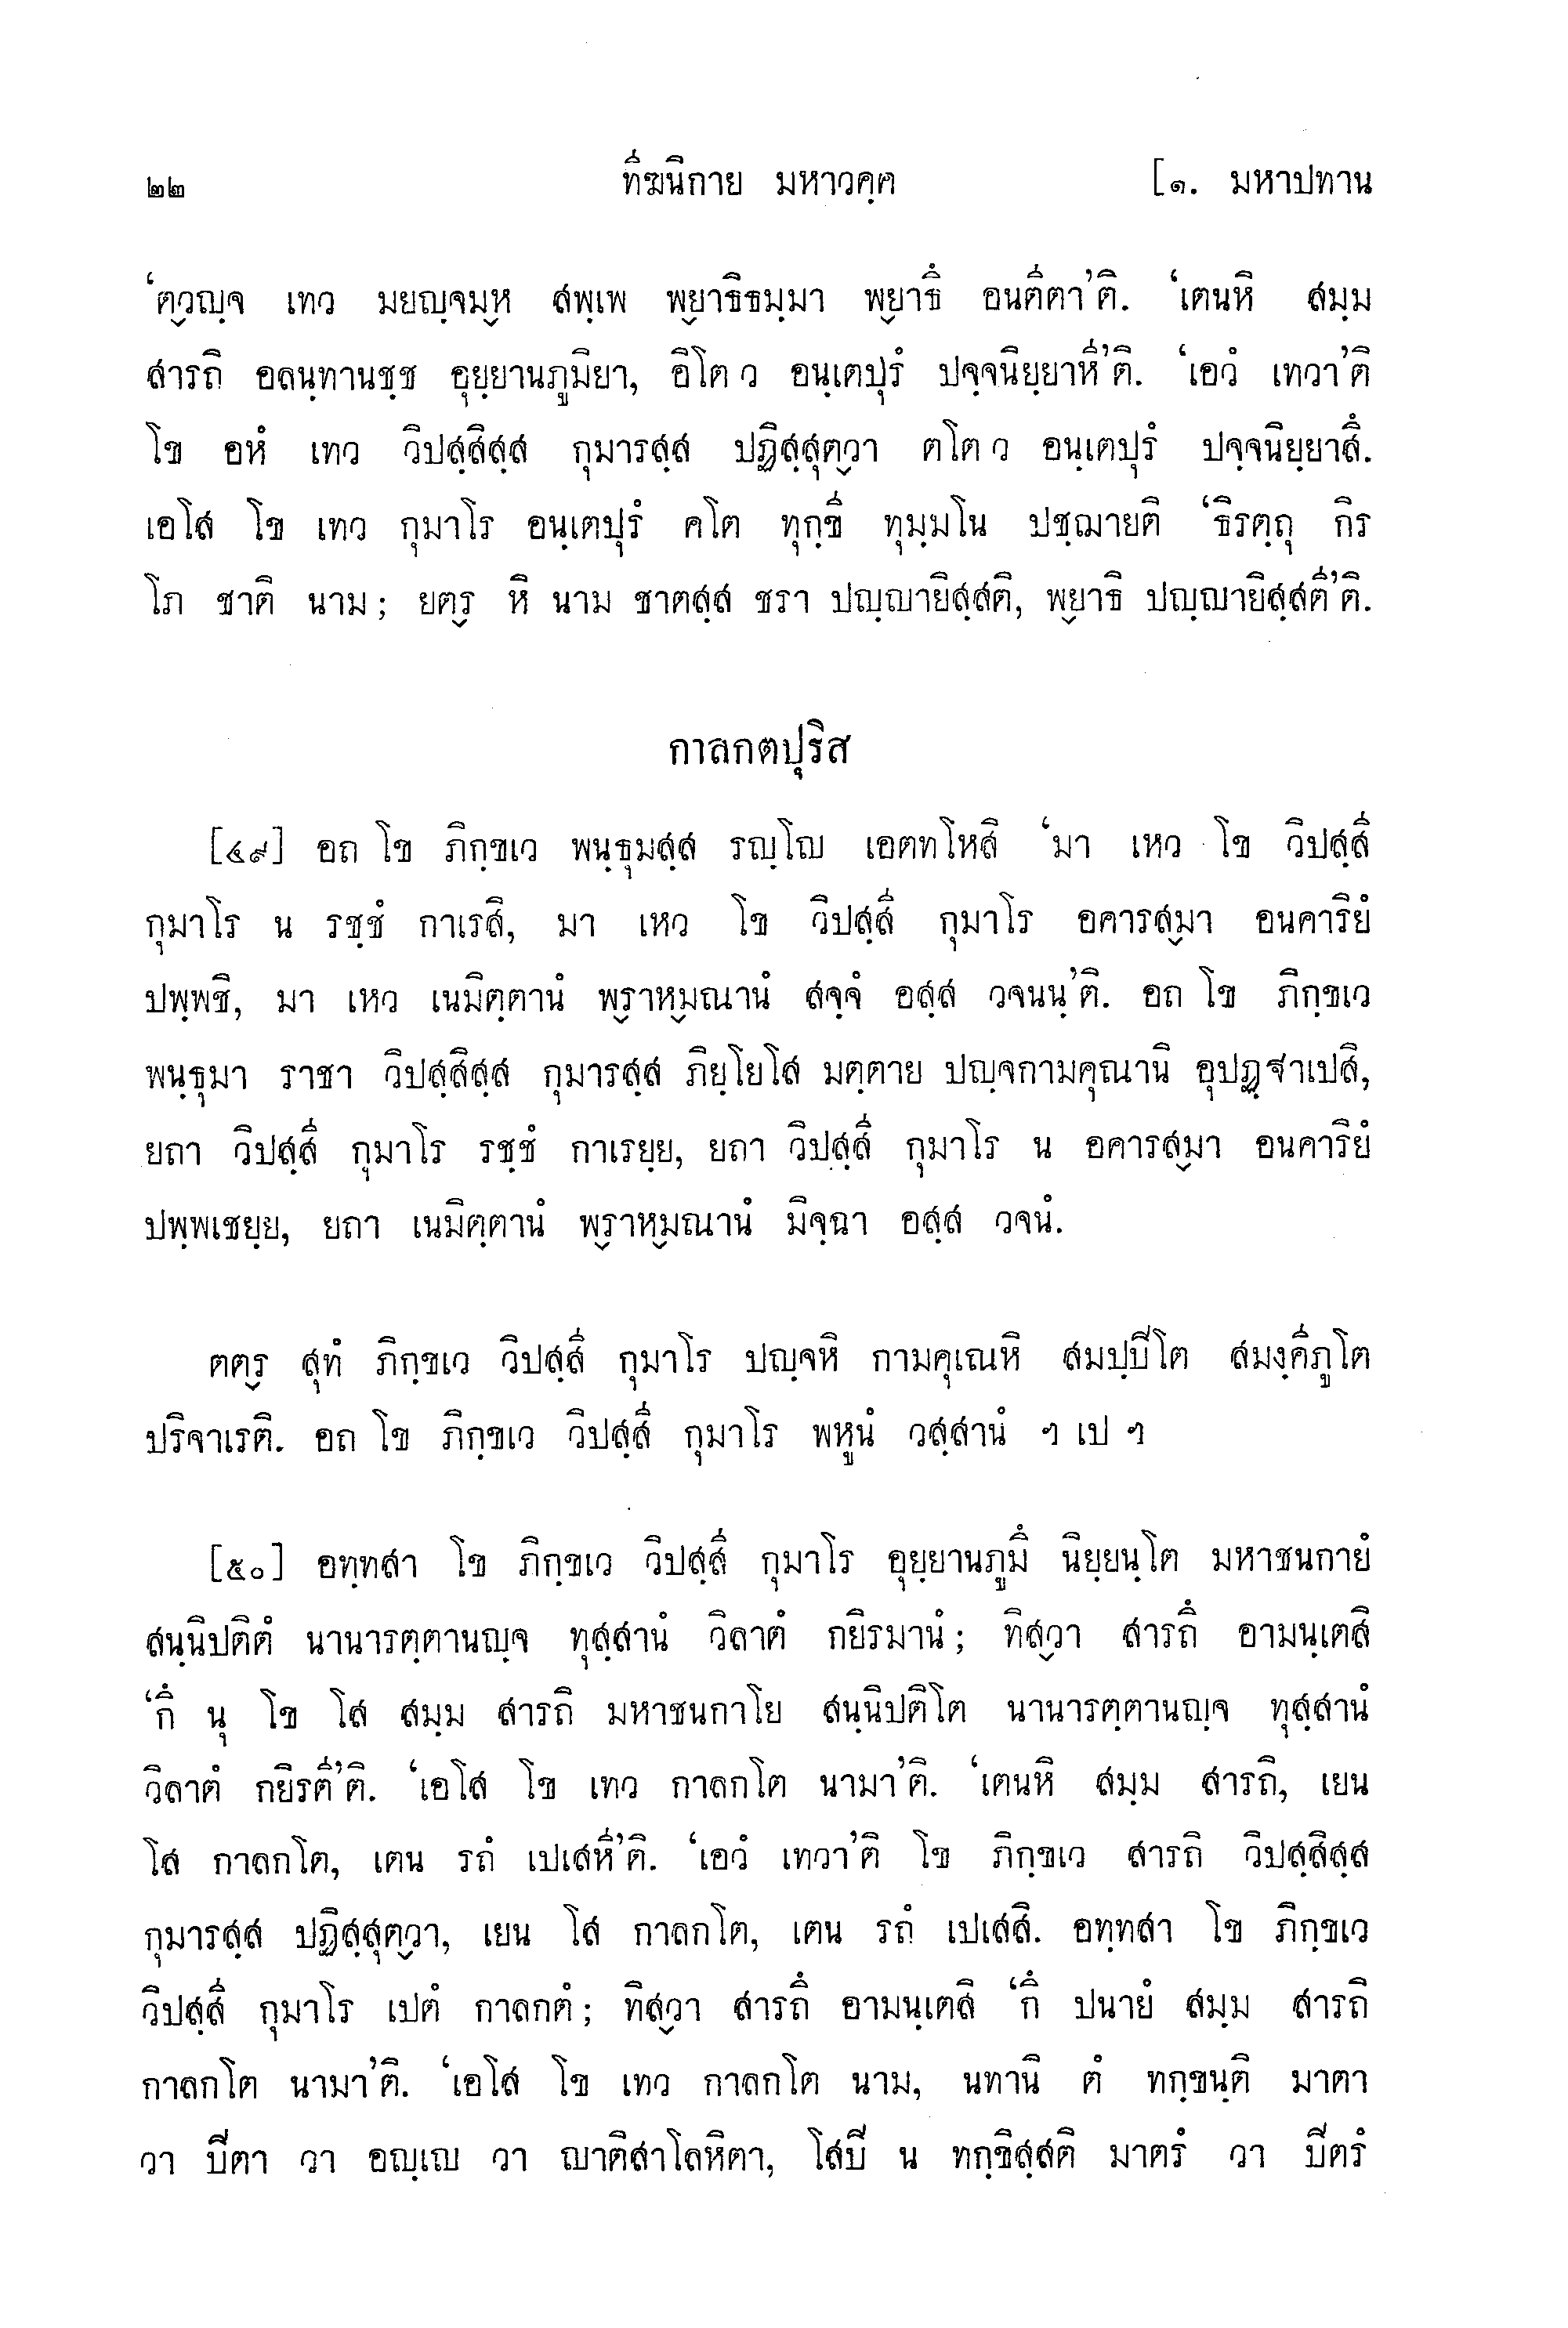 ๒๒ ทีฆนิกาย มหาวคฺค [๑. มหาปทาน
‘ตฺวญฺจ เทว มยญฺจมฺห สพฺเพ พฺยาธิธมฺมา พฺยาธึ อนตีตา’ติ. ‘เตนหิ สมฺม
สารถิ อลนฺทานชฺช อุยฺยานภูมิยา, อิโต ว อนฺเตปุรํ ปจฺจนิยฺยาหี’ติ. ‘เอวํ เทวา’ติ
โข อหํ เทว วิปสฺสิสฺส กุมารสฺส ปฏิสฺสุตฺวา ตโต ว อนฺเตปุรํ ปจฺจนิยฺยาสึ.
เอโส โข เทว กุมาโร อนฺเตปุรํ คโต ทุกฺขี ทุมฺมโน ปชฺฌายติ ‘ธิรตฺถุ กิร
โภ ชาติ นาม; ยตฺร หิ นาม ชาตสฺส ชรา ปญฺญายิสฺสติ, พฺยาธิ ปญฺญายิสฺสตี’ติ.
กาลกตปุริส
[๔๙] อถ โข ภิกฺขเว พนฺธุมสฺส รญฺโญ เอตทโหสิ ‘มา เหว โข วิปสฺสี
กุมาโร น รชฺชํ กาเรสิ, มา เหว โข วิปสฺสี กุมาโร อคารสฺมา อนคาริยํ
ปพฺพชิ, มา เหว เนมิตฺตานํ พฺราหฺมณานํ สจฺจํ อสฺส วจนนฺ’ติ. อถ โข ภิกฺขเว
พนฺธุมา ราชา วิปสฺสิสฺส กุมารสฺส ภิยฺโยโส มตฺตาย ปญฺจกามคุณานิ อุปฏฺฐาเปสิ,
ยถา วิปสฺสี กุมาโร รชฺชํ กาเรยฺย, ยถา วิปสฺสี กุมาโร น อคารสฺมา อนคาริยํ
ปพฺพเชยฺย, ยถา เนมิตฺตานํ พฺราหฺมณานํ มิจฺฉา อสฺส วจนํ.
ตตฺร สุทํ ภิกฺขเว วิปสฺสี กุมาโร ปญฺจหิ กามคุเณหิ สมปฺปีโต สมงฺคีภูโต
ปริจาเรติ. อถ โข ภิกฺขเว วิปสฺสี กุมาโร พหูนํ วสฺสานํ ฯ เป ฯ
[๕๐] อทฺทสา โข ภิกฺขเว วิปสฺสี กุมาโร อุยฺยานภูมึ นิยฺยนฺโต มหาชนกายํ
สนฺนิปติตํ นานารตฺตานญฺจ ทุสฺสานํ วิลาตํ กยิรมานํ; ทิสฺวา สารถึ อามนฺเตสิ
‘กึ นุ โข โส สมฺม สารถิ มหาชนกาโย สนฺนิปติโต นานารตฺตานญฺจ ทุสฺสานํ
วิลาตํ กยิรตี’ติ. ‘เอโส โข เทว กาลกโต นามา’ติ. ‘เตนหิ สมฺม สารถิ, เยน
โส กาลกโต, เตน รถํ เปเสหี’ติ. ‘เอวํ เทวา’ติ โข ภิกฺขเว สารถิ วิปสฺสิสฺส
กุมารสฺส ปฏิสฺสุตฺวา, เยน โส กาลกโต, เตน รถํ เปเสสิ. อทฺทสา โข ภิกฺขเว
วิปสฺสี กุมาโร เปตํ กาลกตํ; ทิสฺวา สารถึ อามนฺเตสิ ‘กึ ปนายํ สมฺม สารถิ
กาลกโต นามา’ติ. ‘เอโส โข เทว กาลกโต นาม, นทานิ ตํ ทกฺขนฺติ มาตา
วา ปีตา วา อญฺเญ วา ญาติสาโลหิตา, โสปี น ทกฺขิสฺสติ มาตรํ วา ปีตรํ